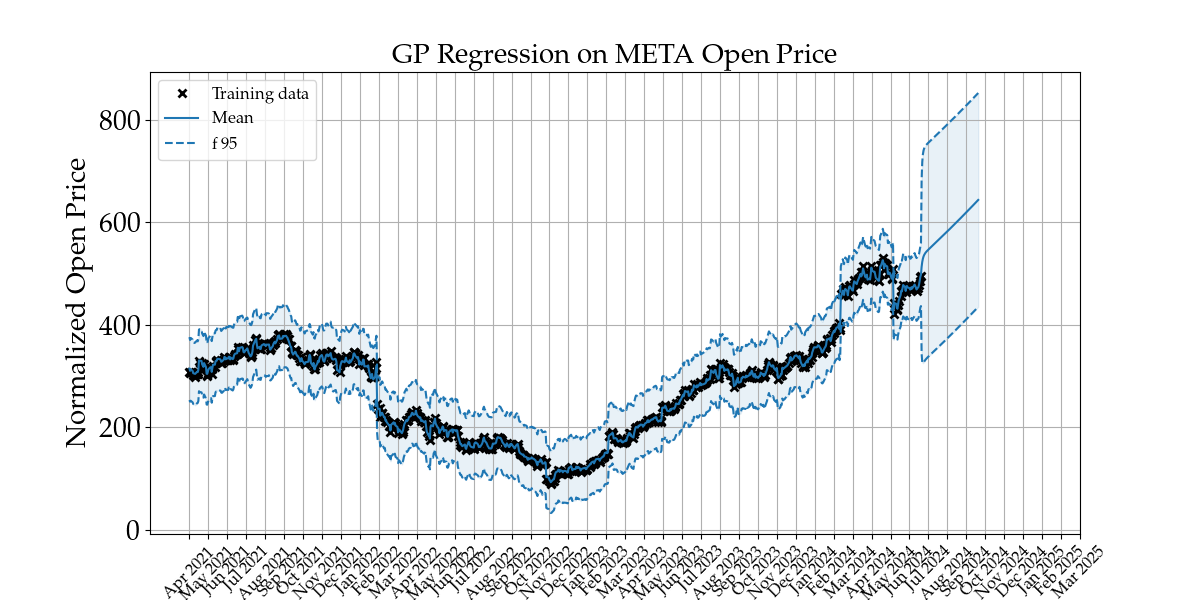 GP Regression on META Open Price
Training data
Mean
f 95
Normalized Open Price
800
600
400
200
0
Apr 2021
May 2021
Jun 2021
Jul 2021
Aug 2021
Sep 2021
Oct 2021
Nov 2021
Dec 2021
Jan 2022
Feb 2022
Mar 2022
Apr 2022
May 2022
Jun 2022
Jul 2022
Aug 2022
Sep 2022
Oct 2022
Nov 2022
Dec 2022
Jan 2023
Feb 2023
Mar 2023
Apr 2023
May 2023
Jun 2023
Jul 2023
Aug 2023
Sep 2023
Oct 2023
Nov 2023
Dec 2023
Jan 2024
Feb 2024
Mar 2024
Apr 2024
May 2024
Jun 2024
Jul 2024
Aug 2024
Sep 2024
Oct 2024
Nov 2024
Dec 2024
Jan 2025
Feb 2025
Mar 2025